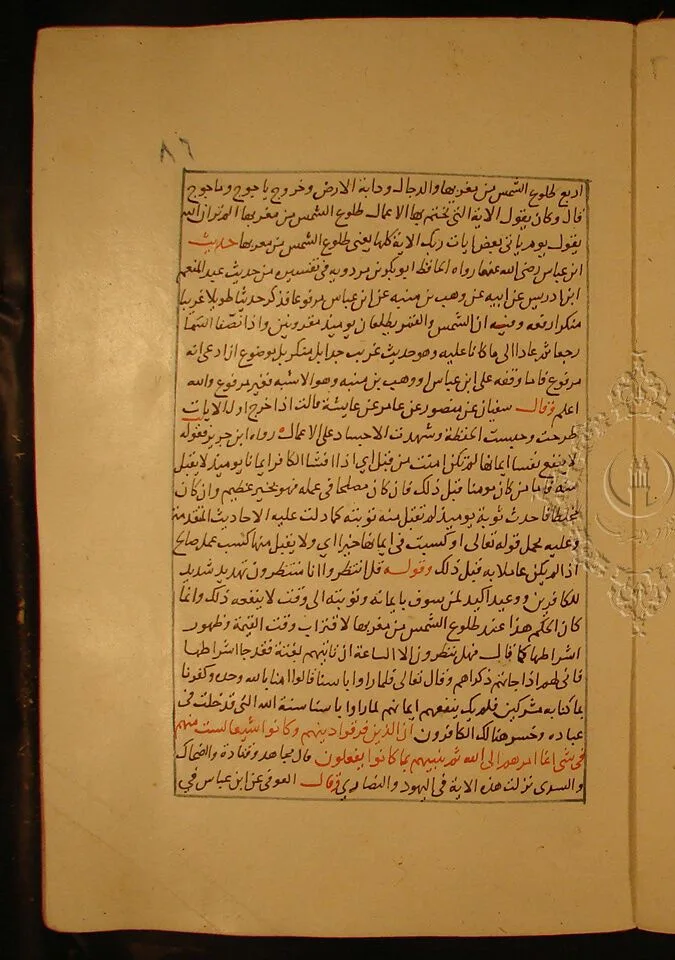 ٨٦
اربع طلوع الشمس من مغربها والدجال ودابة الارض وخروج ياجوج وماجوج
قال وكان يقول الاية التي تختم بها الاعمال طلوع الشمس من مغربها الم تر ان الله
يقول يوم ياتي بعض ايات ربك الاية كلها يعني طلوع الشمس من مغربها حديث
ابن عباس رضي الله عنهما رواه الحافظ ابو بكر بن مردويه في تفسيره من حديث عبد المنعم
ابن ادريس عن ابيه عن وهب بن منبه عن ابن عباس مرفوعا فذكر حديثا طويلا غريبا
منكرا رفعه وفيه ان الشمس والقمر يطلعان يومئذ مقرونين واذا نصفا السما
رجعا ثم عادا الى ما كانا عليه وهو حديث غريب جدا بل منكر بل موضوع ان ادعى انه
مرفوع فاما وقفه على ابن عباس او وهب بن منبه وهو الاشبه فغير مرفوع والله
اعلم وقال سفيان عن منصور عن عامر عن عايشة قالت اذا خرج اول الايات
طرحت وحبست الحفظة وشهدت الاجساد على الاعمال رواه ابن جرير فقوله
لا ينفع نفسا ايمانها لم تكن امنت من قبل اي اذا انشا الكافر ايمانا يومئذ لا يقبل
منه فاما من كان مومنا قبل ذلك فان كان مصلحا في عمله فهو بخير عظيم وان كان
مخلطا فاحدث توبة يومئذ لم تقبل منه توبته كما دلت عليه الاحاديث المتقدمة
وعليه يحمل قوله تعالى او كسبت في ايمانها خيرا اي ولا يقبل منها كسب عمل صالح
اذا لم يكن عاملا به قبل ذلك وقوله قل انتظروا انا منتظرون تهديد شديد
للكافرين ووعيد اكيد لمن سوف بايمانه وتوبته الى وقت لا ينفعه ذلك وانما
كان الحكم هذا عند طلوع الشمس من مغربها لاقتراب وقت القيمة وظهور
اشراطها كما قال فهل ينظرون الا الساعة ان تاتيهم بغتة فقد جا اشراطها
فانى لهم اذا جاتهم ذكراهم وقال تعالى فلما راوا باسنا قالوا امنا بالله وحده وكفرنا
بما كنا به مشركين فلم يك ينفعهم ايمانهم لما راوا باسنا سنة الله التي قد خلت في
عباده وخسر هنالك الكافرون ان الذين فرقوا دينهم وكانوا شيعا لست منهم
في شي انما امرهم الى الله ثم ينبيهم بما كانوا يفعلون قال مجاهد وقتادة والضحاك
والسدى نزلت هذه الاية في اليهود والنصارى وقال العوفى عن ابن عباس في